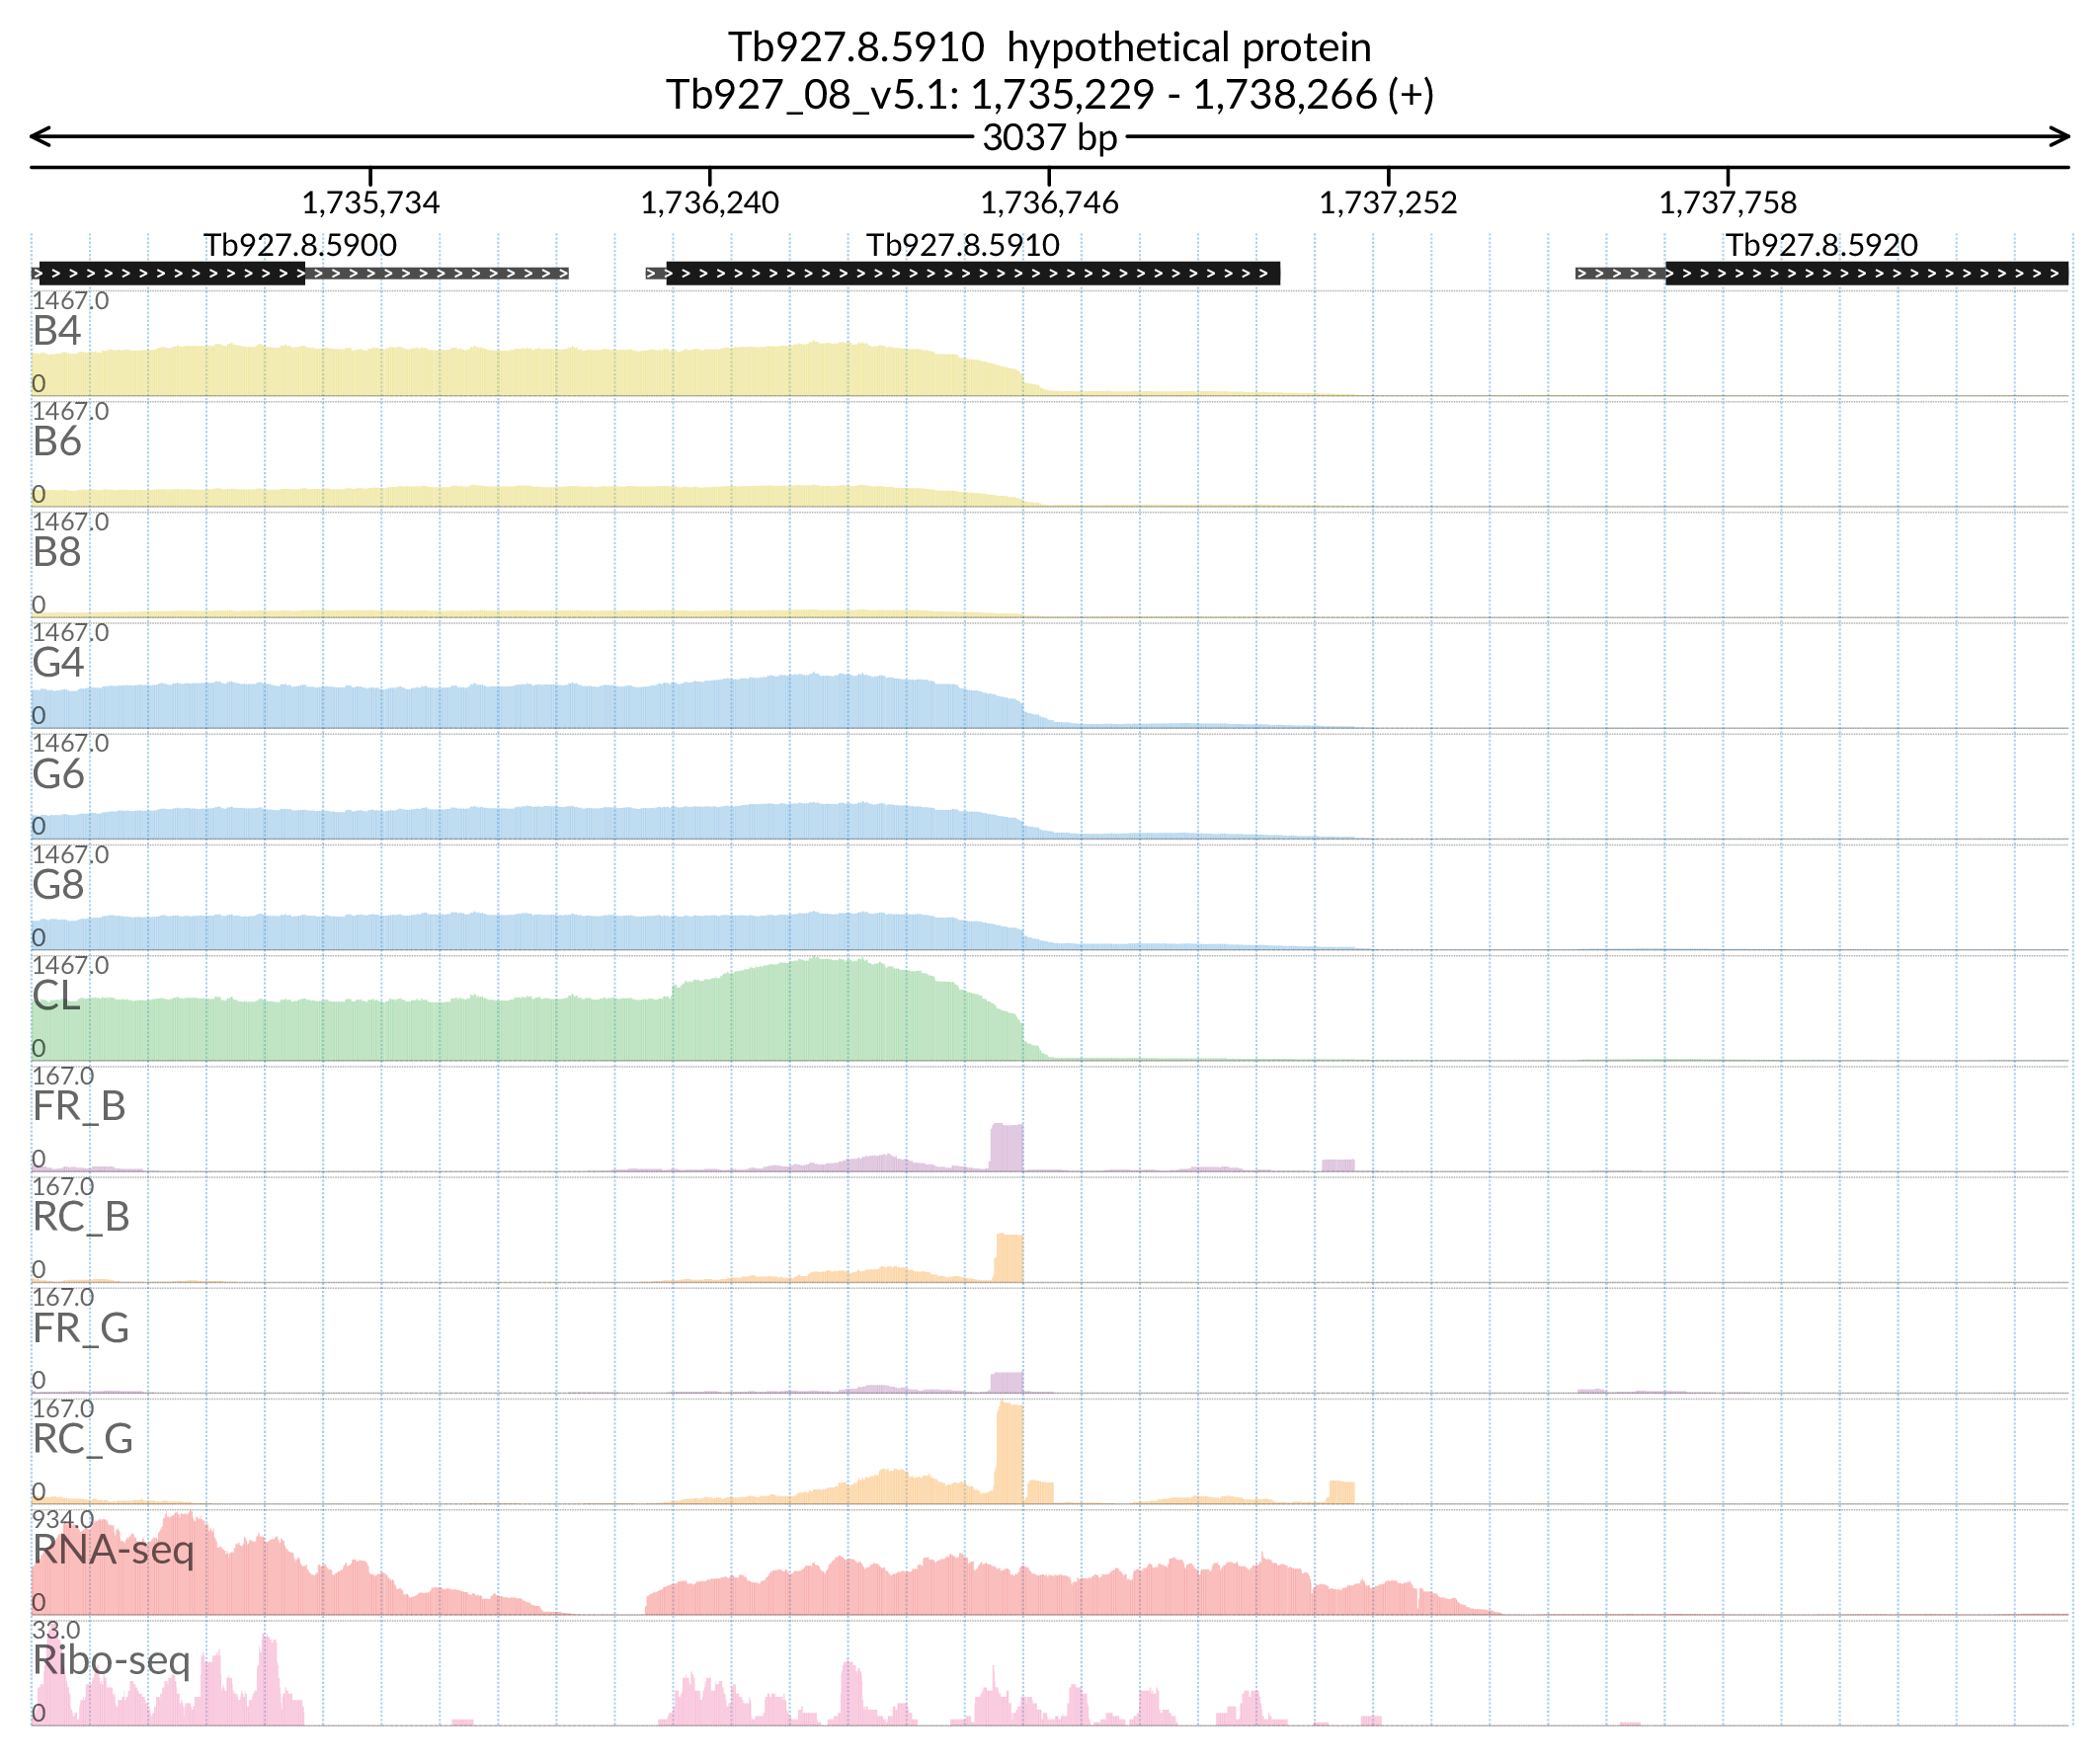 Tb927.8.5910 hypothetical protein
Tb927_08_v5.1: 1,735,229 - 1,738,266 (+)
3037 bp
1,735,734 1,736,240 1,736,746 1,737,252 1,737,758
Tb927.8.5900 Tb927.8.5910 Tb927.8.5920
1467.0
B4
0
1467.0
B6
0
1467.0
B8
0
1467.0
G4
0
1467.0
G6
0
1467.0
G8
0
1467.0
CL
0
167.0
FR_B
0
167.0
RC_B
0
167.0
FR_G
0
167.0
RC_G
0
934.0
RNA-seq
0
33.0
Ribo-seq
0